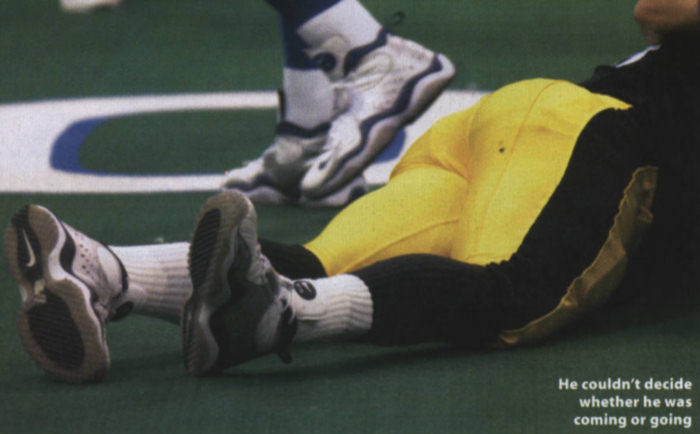 He couldn't decide
whether he was
coming or going